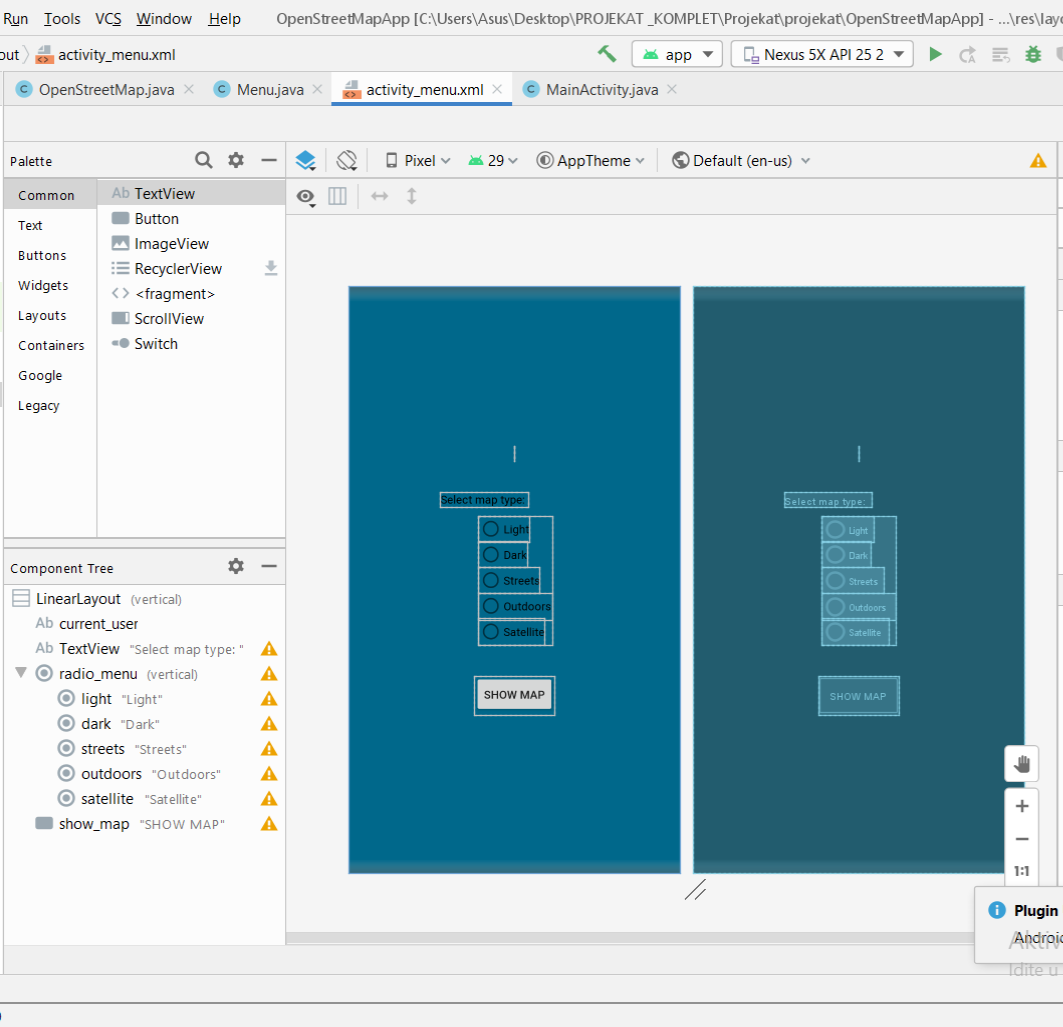 Run Tools VCS Window Help OpenStreetMapApp [C:\Users\Asus\Desktop\PROJEKAT _KOMPLET\Projekat\projekat\OpenStreetMapApp] - ...\res\layo
out activity_menu.xml app Nexus 5X API 25 2
OpenStreetMap.java Menu.java activity_menu.xml MainActivity.java
Palette Pixel 29 AppTheme Default (en-us)
Common Ab TextView
Text Button
Buttons ImageView
Widgets RecyclerView
Layouts <fragment>
Containers ScrollView
Google Switch
Legacy
Select map type: Select map type:
Light Light
Dark Dark
Streets Streets
Outdoors Outdoors
Satellite Satellite
SHOW MAP SHOW MAP
Component Tree
LinearLayout (vertical)
Ab current_user
Ab TextView "Select map type: "
radio_menu (vertical)
light "Light"
dark "Dark"
streets "Streets"
outdoors "Outdoors"
satellite "Satellite"
show_map "SHOW MAP"
1:1
Plugin
Android
Idite u